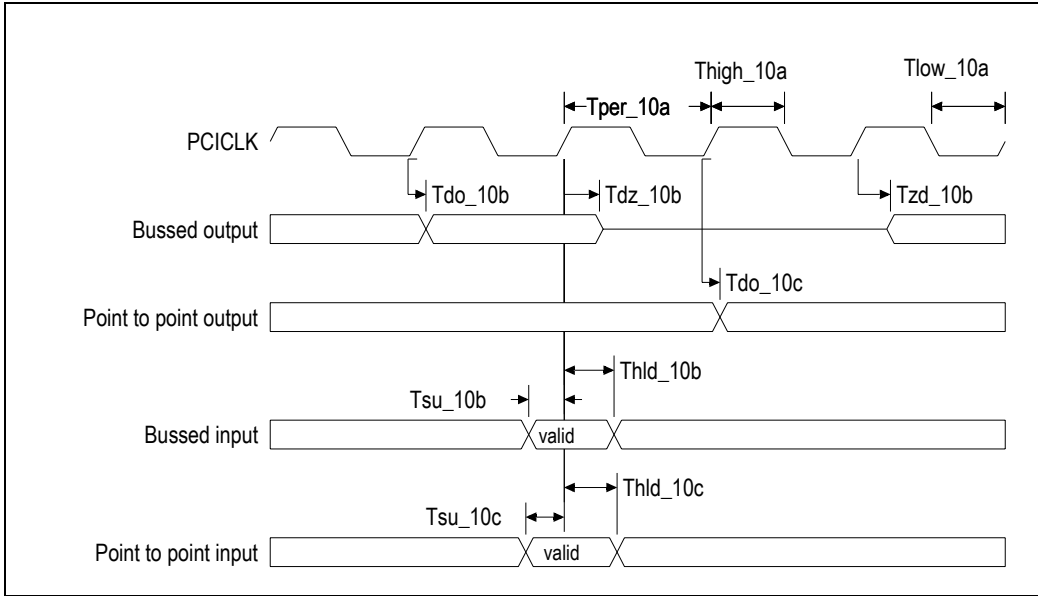 Thigh_10a
Tlow_10a
Tper_10a
PCICLK
Tdo_10b
Tdz_10b
Tzd_10b
Bussed output
Tdo_10c
Point to point output
Thld_10b
Tsu_10b
Bussed input
valid
Thld_10c
Tsu_10c
Point to point input
valid